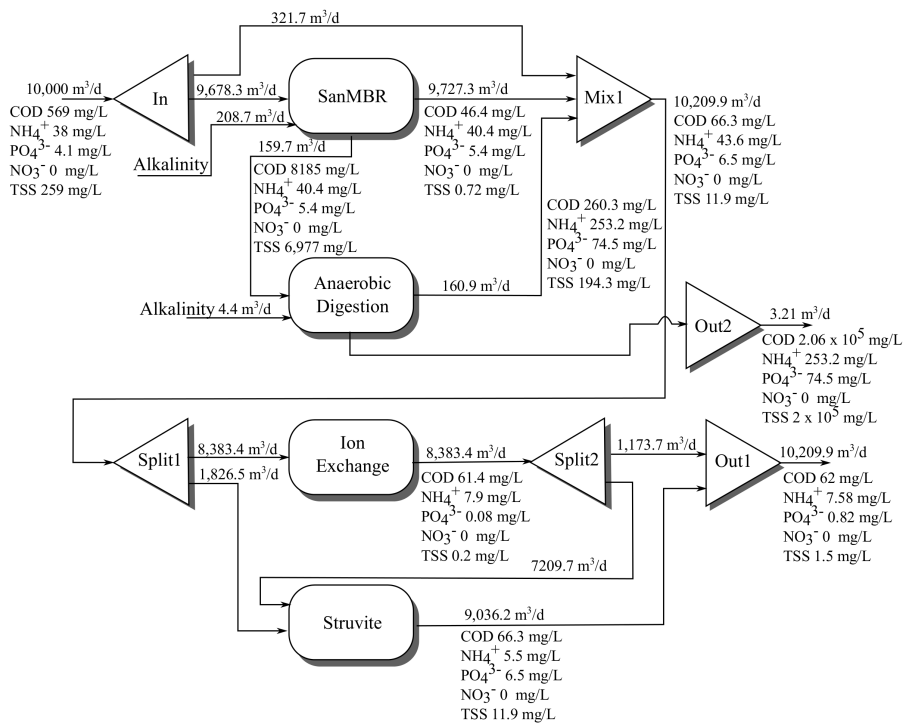 321.7 m³/d
10,000 m³/d
In
9,678.3 m³/d
SanMBR
9,727.3 m³/d
Mix1
COD 569 mg/L
NH₄⁺ 38 mg/L
PO₄³⁻ 4.1 mg/L
NO₃⁻ 0 mg/L
TSS 259 mg/L
208.7 m³/d
Alkalinity
COD 46.4 mg/L
NH₄⁺ 40.4 mg/L
PO₄³⁻ 5.4 mg/L
NO₃⁻ 0 mg/L
TSS 0.72 mg/L
10,209.9 m³/d
COD 66.3 mg/L
NH₄⁺ 43.6 mg/L
PO₄³⁻ 6.5 mg/L
NO₃⁻ 0 mg/L
TSS 11.9 mg/L
159.7 m³/d
COD 8185 mg/L
NH₄⁺ 40.4 mg/L
PO₄³⁻ 5.4 mg/L
NO₃⁻ 0 mg/L
TSS 6,977 mg/L
COD 260.3 mg/L
NH₄⁺ 253.2 mg/L
PO₄³⁻ 74.5 mg/L
NO₃⁻ 0 mg/L
TSS 194.3 mg/L
Anaerobic
Digestion
160.9 m³/d
Alkalinity 4.4 m³/d
Out2
3.21 m³/d
COD 2.06 x 10⁵ mg/L
NH₄⁺ 253.2 mg/L
PO₄³⁻ 74.5 mg/L
NO₃⁻ 0 mg/L
TSS 2 x 10⁵ mg/L
Split1
8,383.4 m³/d
1,826.5 m³/d
Ion
Exchange
8,383.4 m³/d
COD 61.4 mg/L
NH₄⁺ 7.9 mg/L
PO₄³⁻ 0.08 mg/L
NO₃⁻ 0 mg/L
TSS 0.2 mg/L
Split2
1,173.7 m³/d
Out1
10,209.9 m³/d
COD 62 mg/L
NH₄⁺ 7.58 mg/L
PO₄³⁻ 0.82 mg/L
NO₃⁻ 0 mg/L
TSS 1.5 mg/L
7209.7 m³/d
Struvite
9,036.2 m³/d
COD 66.3 mg/L
NH₄⁺ 5.5 mg/L
PO₄³⁻ 6.5 mg/L
NO₃⁻ 0 mg/L
TSS 11.9 mg/L